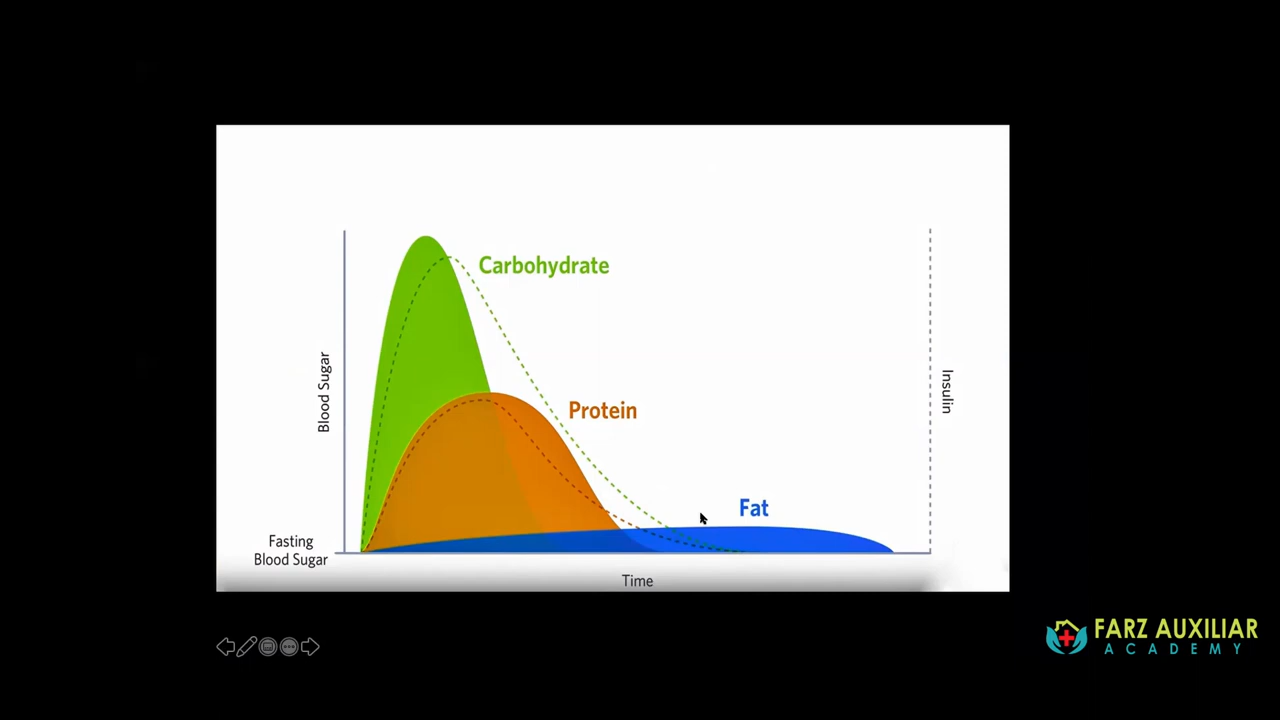 Carbohydrate
Protein
Fat
Blood Sugar
Insulin
Fasting
Blood Sugar
Time
FARZ AUXILIAR
ACADEMY